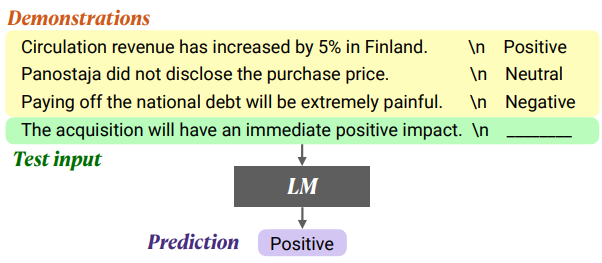 Demonstrations
Circulation revenue has increased by 5% in Finland. \n Positive
Panostaja did not disclose the purchase price. \n Neutral
Paying off the national debt will be extremely painful. \n Negative
The acquisition will have an immediate positive impact. \n ________
Test input
LM
Prediction Positive